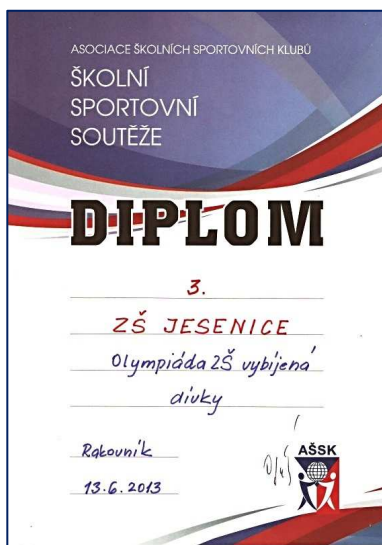 ASOCIACE ŠKOLNÍCH SPORTOVNÍCH KLUBŮ
ŠKOLNÍ
SPORTOVNÍ
SOUTĚŽE
DIPLOM
3.
ZŠ JESENICE
Olympiáda ZŠ vybíjená
dívky
Rakovník
13.6.2013
AŠSK